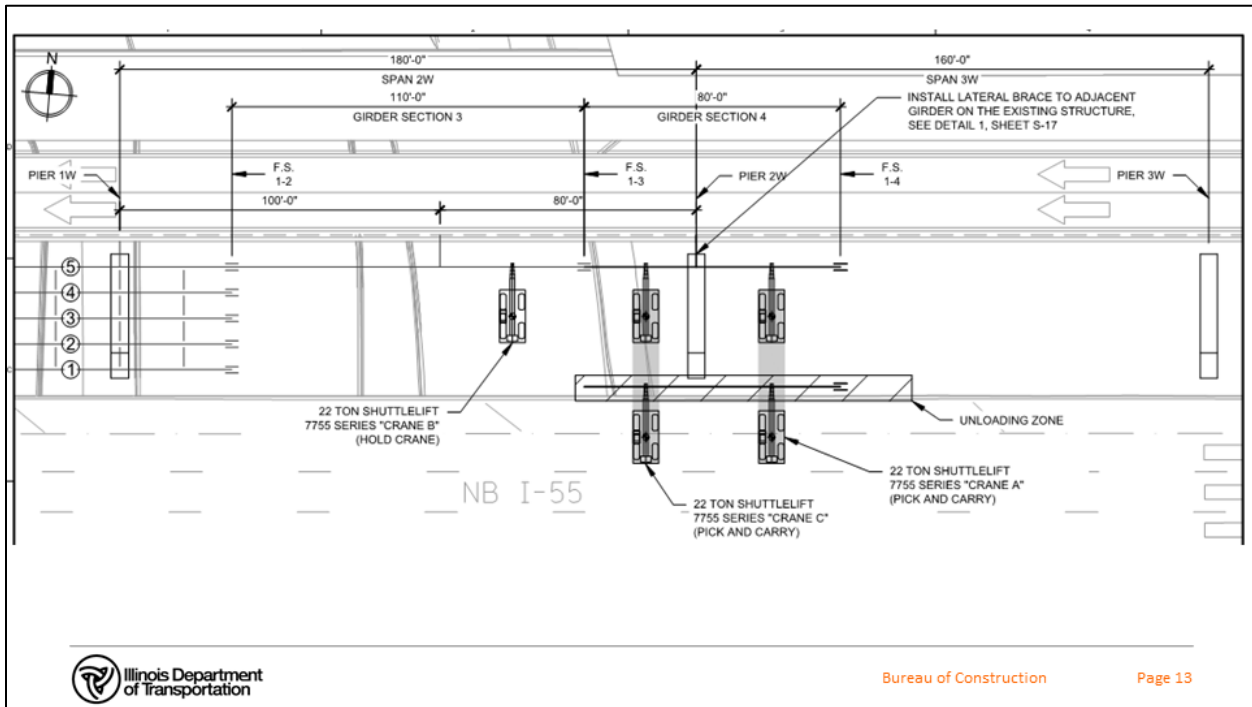 N
180'-0"
160'-0"
SPAN 2W
SPAN 3W
110'-0"
80'-0"
GIRDER SECTION 3
GIRDER SECTION 4
INSTALL LATERAL BRACE TO ADJACENT
GIRDER ON THE EXISTING STRUCTURE,
SEE DETAIL 1, SHEET S-17
PIER 1W
F.S.
1-2
F.S.
1-3
PIER 2W
F.S.
1-4
PIER 3W
100'-0"
80'-0"
5
4
3
2
1
22 TON SHUTTLELIFT
7755 SERIES "CRANE B"
(HOLD CRANE)
UNLOADING ZONE
22 TON SHUTTLELIFT
7755 SERIES "CRANE A"
(PICK AND CARRY)
NB I-55
22 TON SHUTTLELIFT
7755 SERIES "CRANE C"
(PICK AND CARRY)
Illinois Department
of Transportation
Bureau of Construction
Page 13